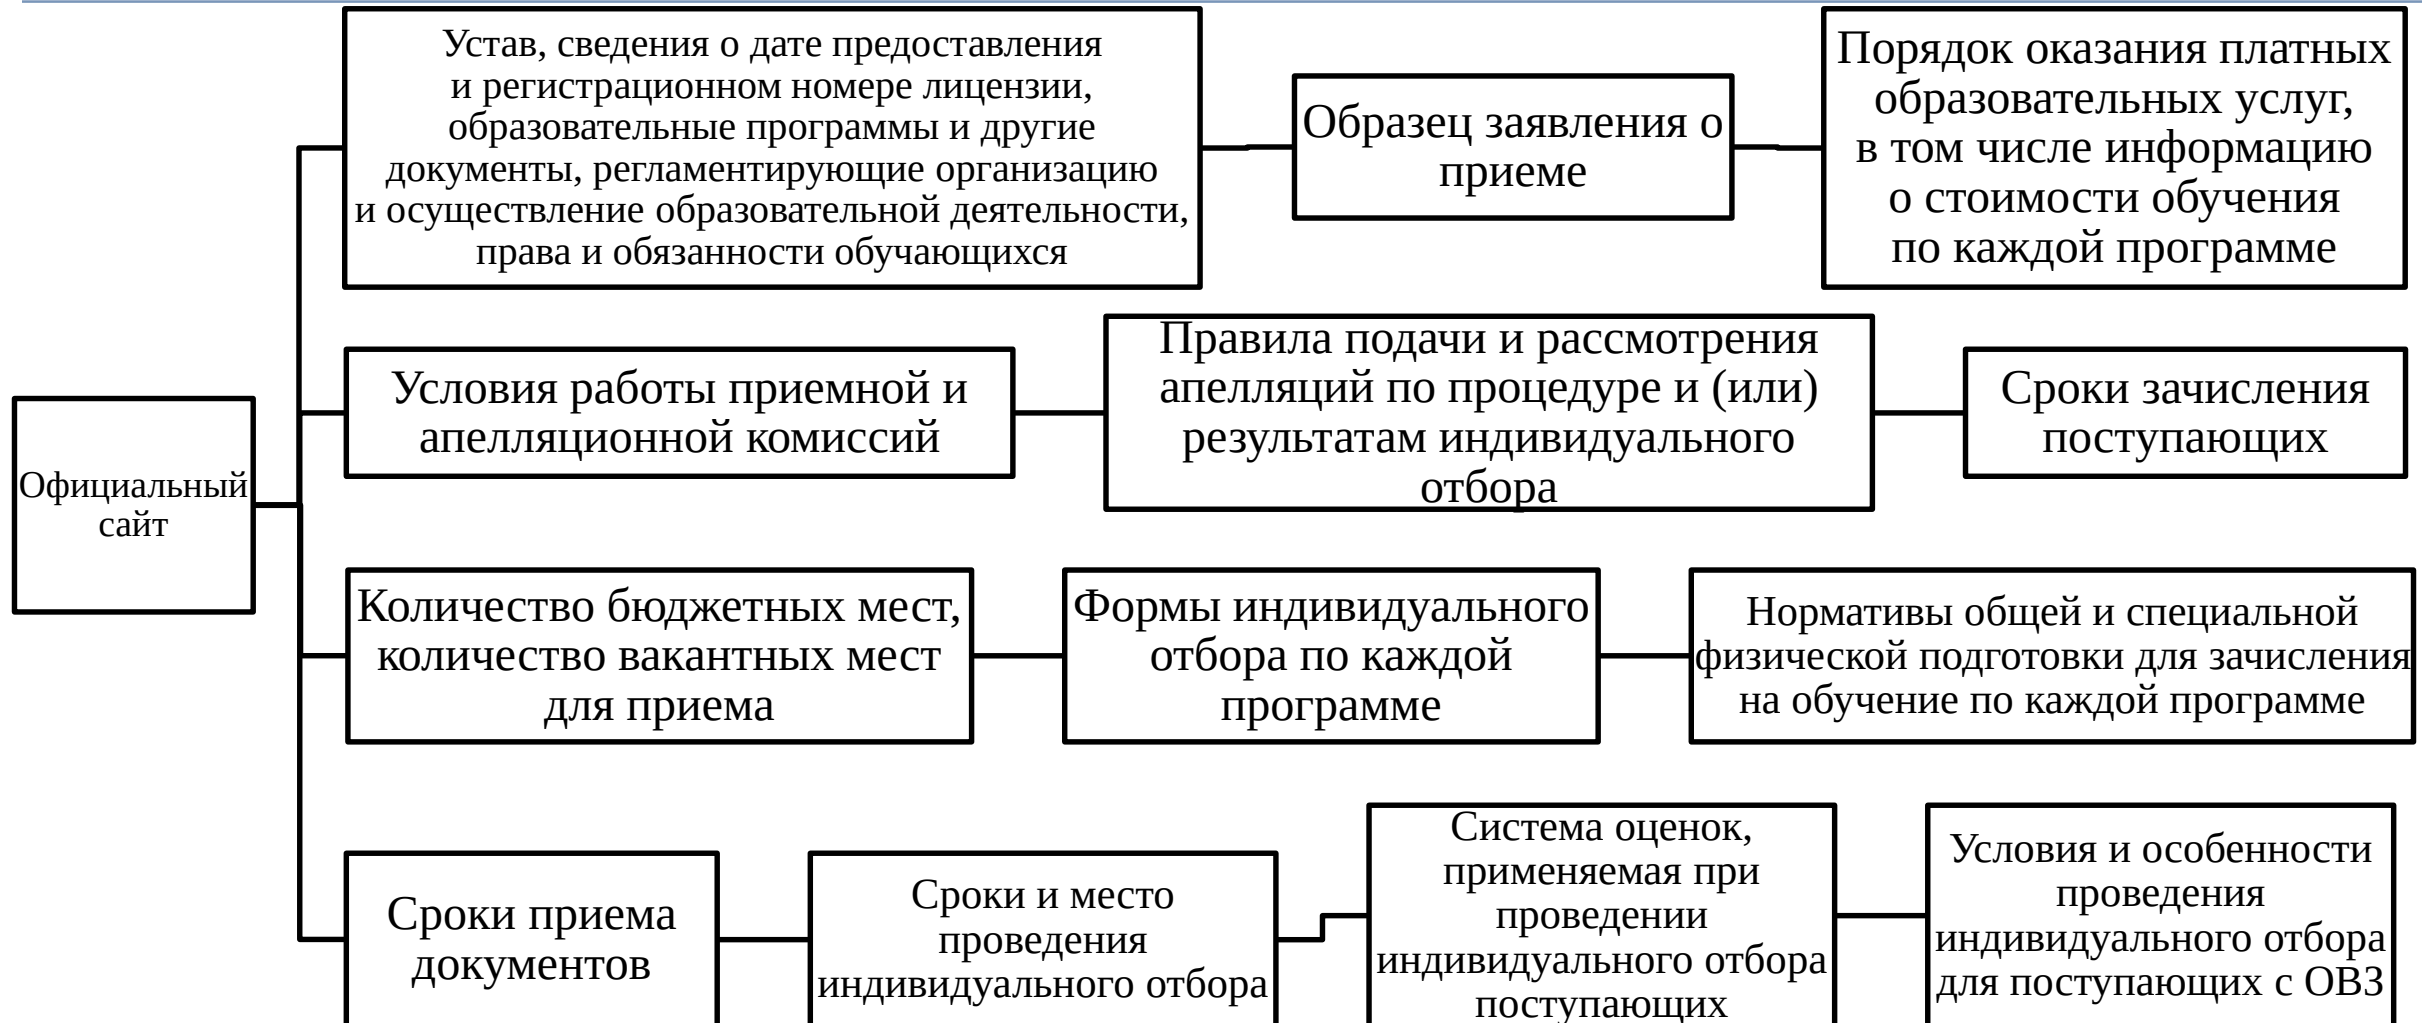 Устав, сведения о дате предоставления
и регистрационном номере лицензии,
образовательные программы и другие
документы, регламентирующие организацию
и осуществление образовательной деятельности,
права и обязанности обучающихся
Образец заявления о
приеме
Порядок оказания платных
образовательных услуг,
в том числе информацию
о стоимости обучения
по каждой программе
Официальный
сайт
Условия работы приемной и
апелляционной комиссий
Правила подачи и рассмотрения
апелляций по процедуре и (или)
результатам индивидуального
отбора
Сроки зачисления
поступающих
Количество бюджетных мест,
количество вакантных мест
для приема
Формы индивидуального
отбора по каждой
программе
Нормативы общей и специальной
физической подготовки для зачисления
на обучение по каждой программе
Сроки приема
документов
Сроки и место
проведения
индивидуального отбора
Система оценок,
применяемая при
проведении
индивидуального отбора
поступающих
Условия и особенности
проведения
индивидуального отбора
для поступающих с ОВЗ